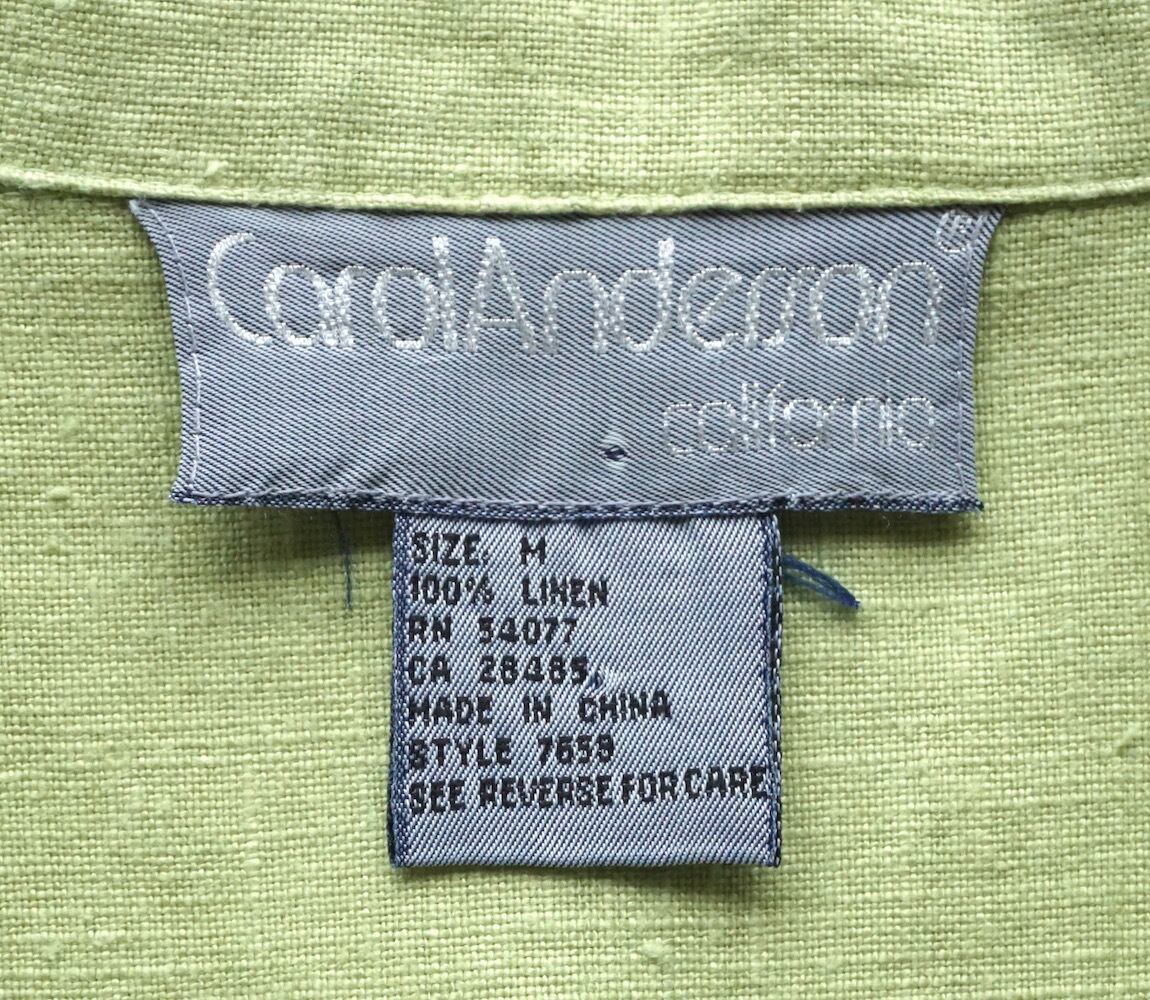 CarolAnderson®
california
SIZE M
100% LINEN
RN 54077
CA 28485
MADE IN CHINA
STYLE 7659
SEE REVERSE FOR CARE